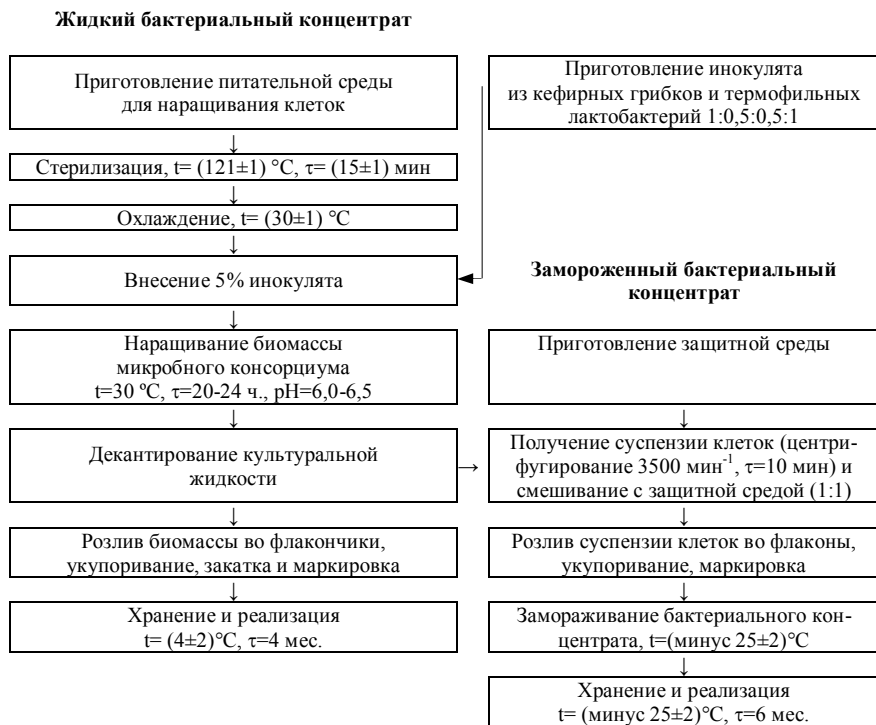 Жидкий бактериальный концентрат
Приготовление питательной среды
для наращивания клеток
↓
Стерилизация, t= (121±1) °С, τ= (15±1) мин
↓
Охлаждение, t= (30±1) °С
↓
Внесение 5% инокулята
↓
Наращивание биомассы
микробного консорциума
t=30 ºС, τ=20-24 ч., pH=6,0-6,5
↓
Декантирование культуральной
жидкости
→
↓
Розлив биомассы во флакончики,
укупоривание, закатка и маркировка
↓
Хранение и реализация
t= (4±2)°С, τ=4 мес.
Приготовление инокулята
из кефирных грибков и термофильных
лактобактерий 1:0,5:0,5:1
Замороженный бактериальный
концентрат
Приготовление защитной среды
↓
Получение суспензии клеток (центри-
фугирование 3500 мин⁻¹, τ=10 мин) и
смешивание с защитной средой (1:1)
↓
Розлив суспензии клеток во флаконы,
укупоривание, маркировка
↓
Замораживание бактериального кон-
центрата, t=(минус 25±2)°С
↓
Хранение и реализация
t= (минус 25±2)°С, τ=6 мес.